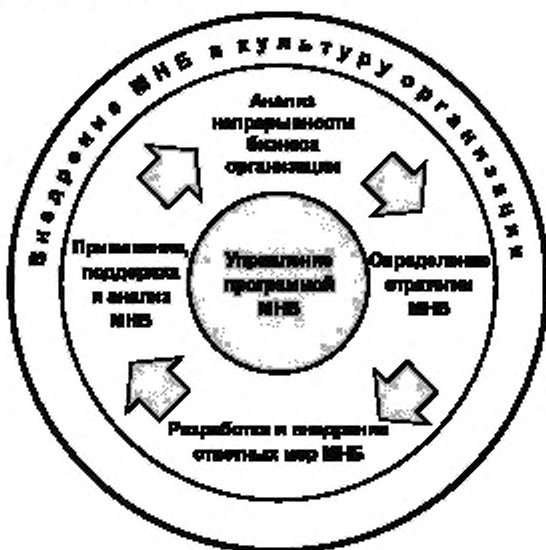 Внедрение МНБ в культуру организации
Анализ
непрерывности
бизнеса
организации
Применение,
поддержка
и анализ
МНБ
Управление
программой
МНБ
Определение
стратегии
МНБ
Разработка и внедрение
ответных мер МНБ